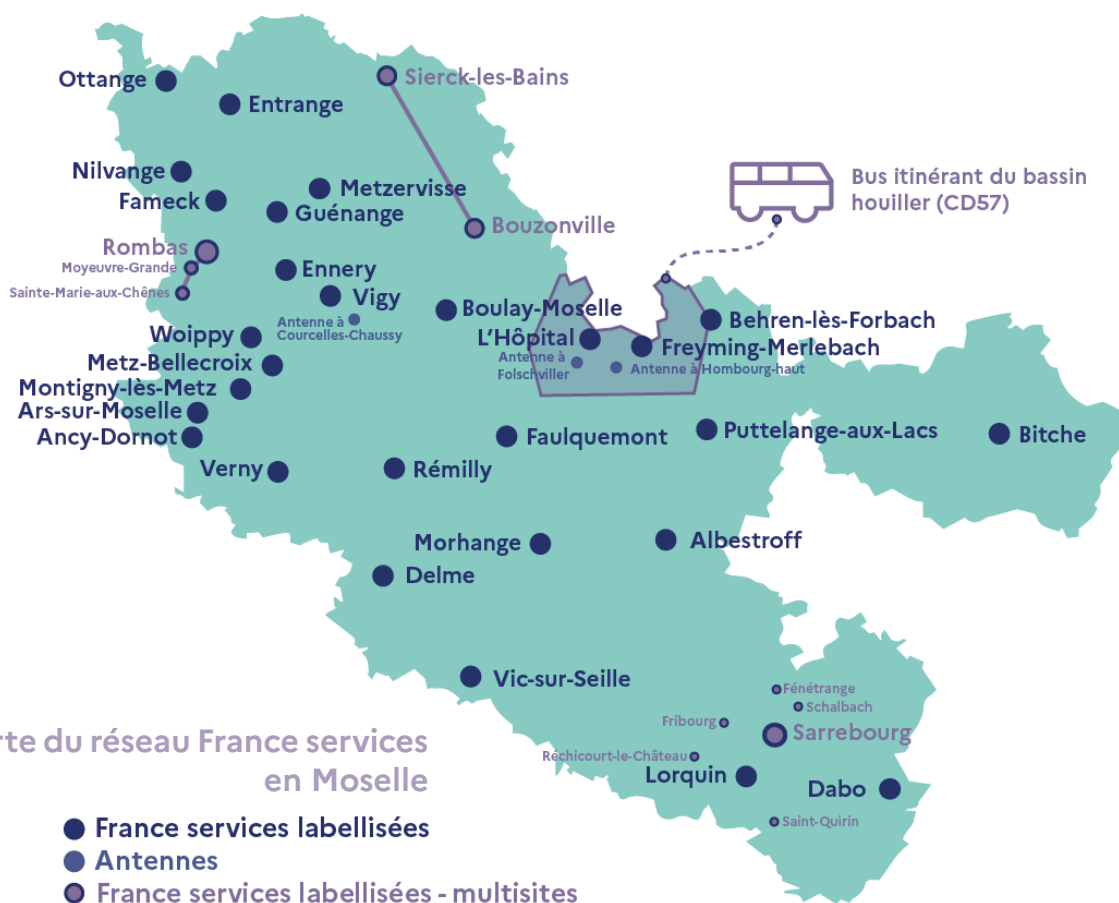 Ottange
Sierck-les-Bains
Entrange
Nilvange
Metzervisse
Fameck
Guénange
Bouzonville
Bus itinérant du bassin
houiller (CD57)
Rombas
Moyeuvre-Grande
Sainte-Marie-aux-Chênes
Ennery
Vigy
Antenne à
Courcelles-Chaussy
Boulay-Moselle
Woippy
L'Hôpital
Behren-lès-Forbach
Freyming-Merlebach
Antenne à
Folschviller
Antenne à Hombourg-haut
Metz-Bellecroix
Montigny-lès-Metz
Ars-sur-Moselle
Ancy-Dornot
Faulquemont
Puttelange-aux-Lacs
Bitche
Verny
Rémilly
Morhange
Albestroff
Delme
Vic-sur-Seille
Fénétrange
Schalbach
Fribourg
Sarrebourg
Réchicourt-le-Château
Lorquin
Dabo
Saint-Quirin
rte du réseau France services
en Moselle
France services labellisées
Antennes
France services labellisées - multisites